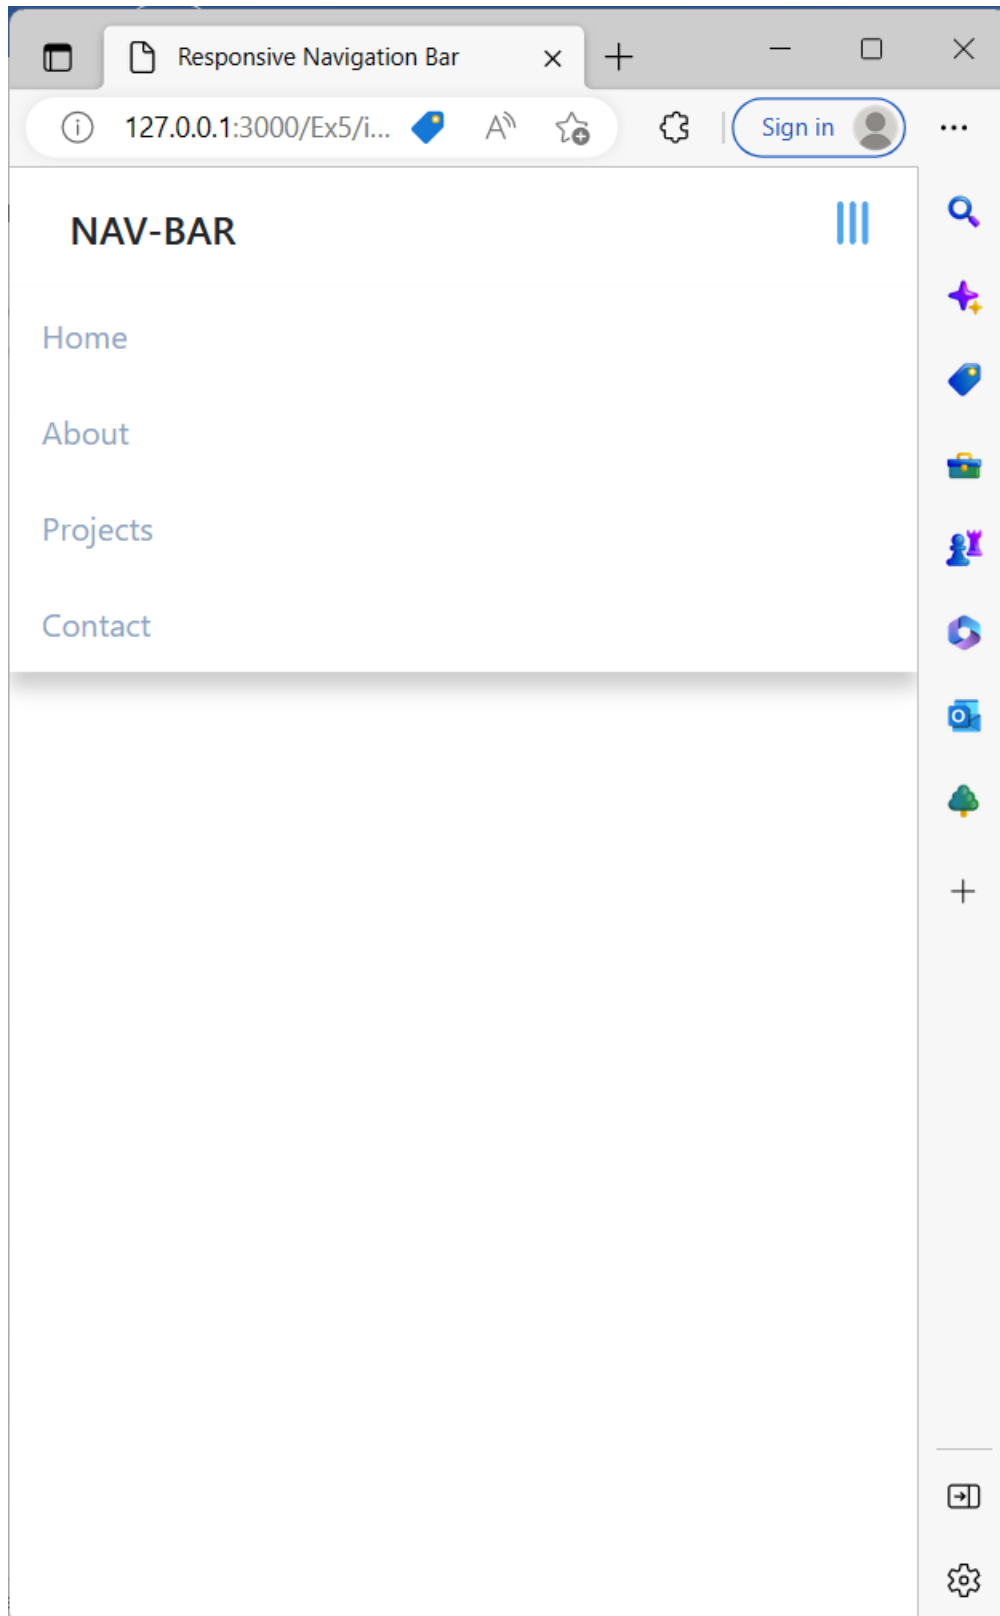 Responsive Navigation Bar
127.0.0.1:3000/Ex5/i...
Sign in
NAV-BAR
Home
About
Projects
Contact